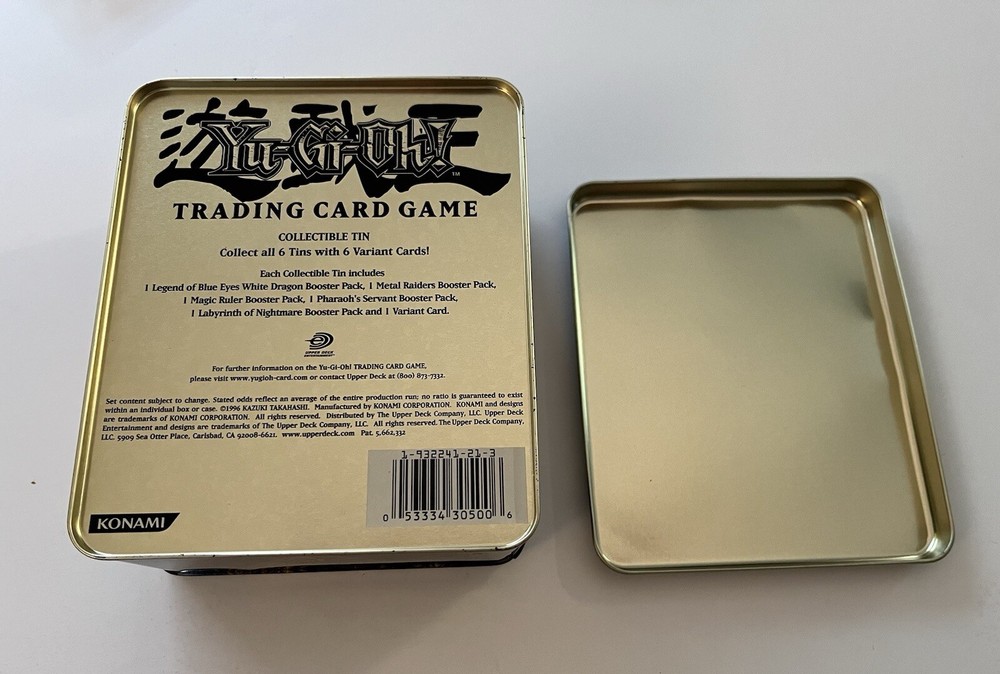 遊戯王
Yu-Gi-Oh!™
TRADING CARD GAME
COLLECTIBLE TIN
Collect all 6 Tins with 6 Variant Cards!
Each Collectible Tin includes
1 Legend of Blue Eyes White Dragon Booster Pack, 1 Metal Raiders Booster Pack,
1 Magic Ruler Booster Pack, 1 Pharaoh's Servant Booster Pack,
1 Labyrinth of Nightmare Booster Pack and 1 Variant Card.
UPPER DECK
ENTERTAINMENT
For further information on the Yu-Gi-Oh! TRADING CARD GAME,
please visit www.yugioh-card.com or contact Upper Deck at (800) 873-7332.
Set content subject to change. Stated odds reflect an average of the entire production run; no ratio is guaranteed to exist
within an individual box or case. ©1996 KAZUKI TAKAHASHI. Manufactured by KONAMI CORPORATION. KONAMI and designs
are trademarks of KONAMI CORPORATION. All rights reserved. Distributed by The Upper Deck Company, LLC. Upper Deck
Entertainment and designs are trademarks of The Upper Deck Company, LLC. All rights reserved. The Upper Deck Company,
LLC. 5909 Sea Otter Place, Carlsbad, CA 92008-6621. www.upperdeck.com Pat. 5,662,332
1-932241-21-3
0 53334 30500 6
KONAMI